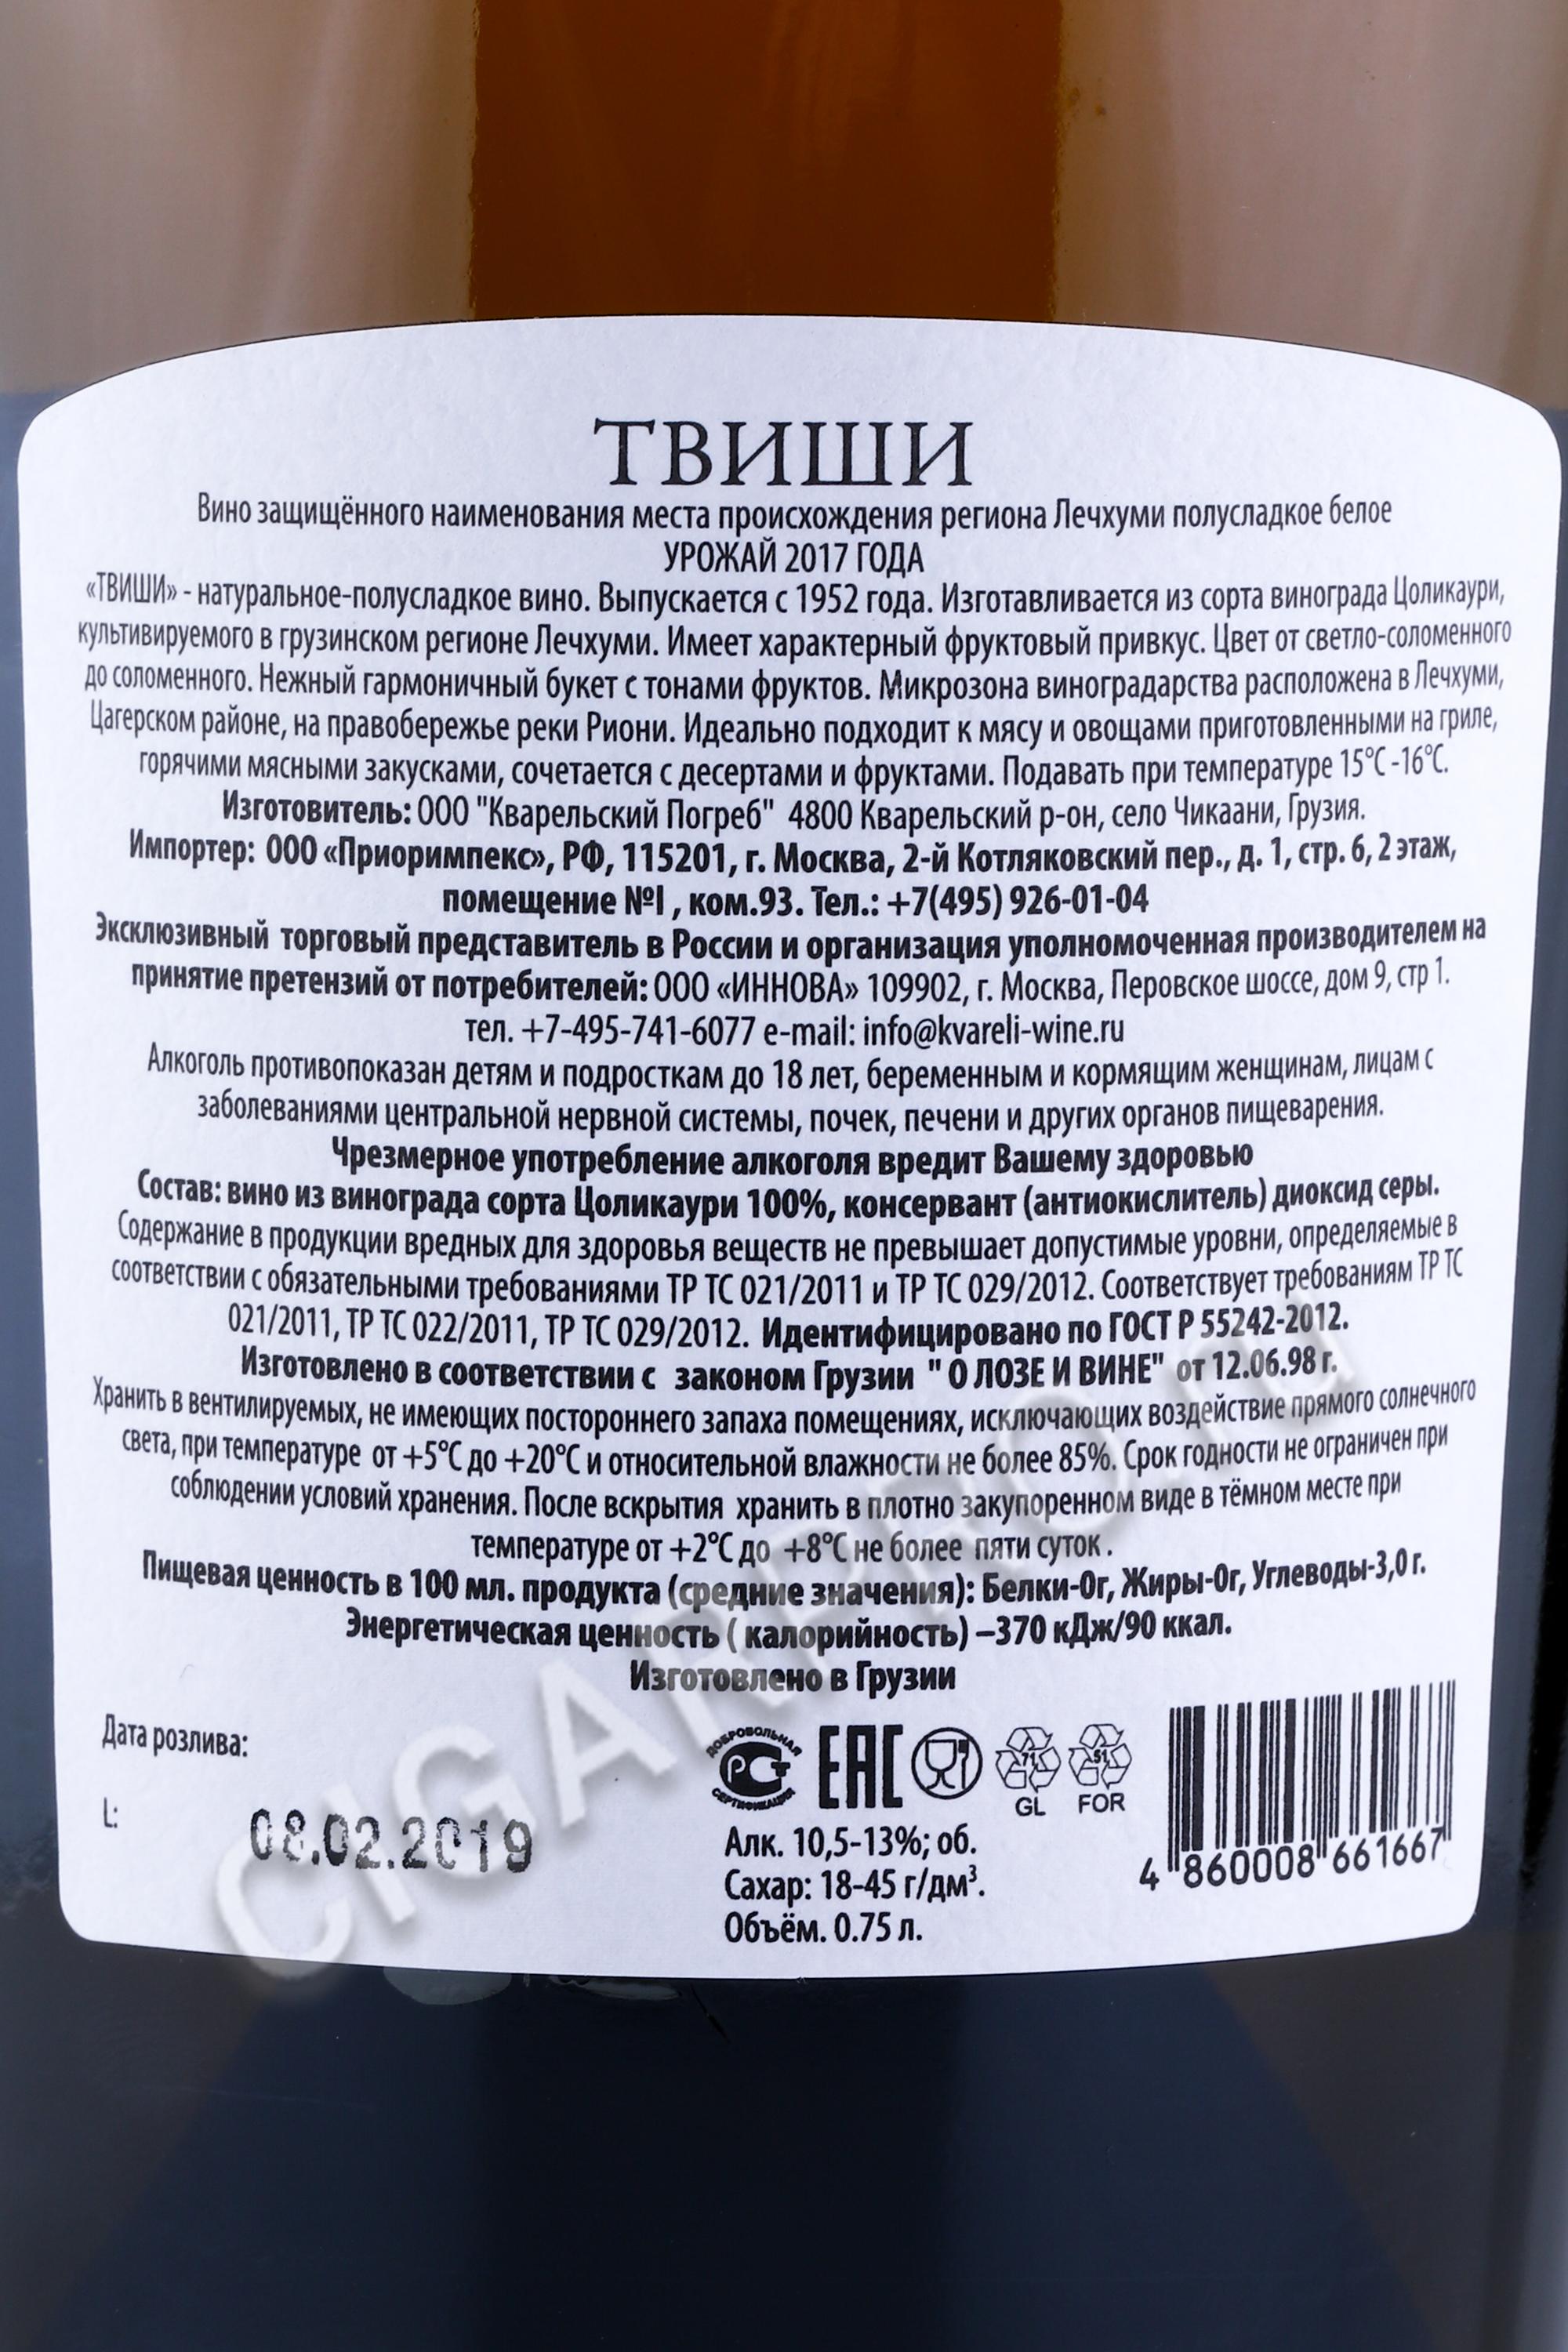 ТВИШИ
Вино защищённого наименования места происхождения региона Лечхуми полусладкое белое
УРОЖАЙ 2017 ГОДА
«ТВИШИ» - натуральное-полусладкое вино. Выпускается с 1952 года. Изготавливается из сорта винограда Цоликаури,
культивируемого в грузинском регионе Лечхуми. Имеет характерный фруктовый привкус. Цвет от светло-соломенного
до соломенного. Нежный гармоничный букет с тонами фруктов. Микрозона виноградарства расположена в Лечхуми,
Цагерском районе, на правобережье реки Риони. Идеально подходит к мясу и овощами приготовленными на гриле,
горячими мясными закусками, сочетается с десертами и фруктами. Подавать при температуре 15°С -16°С.
Изготовитель: ООО "Кварельский Погреб" 4800 Кварельский р-он, село Чикаани, Грузия.
Импортер: ООО «Приоримпекс», РФ, 115201, г. Москва, 2-й Котляковский пер., д. 1, стр. 6, 2 этаж,
помещение №I , ком.93. Тел.: +7(495) 926-01-04
Эксклюзивный торговый представитель в России и организация уполномоченная производителем на
принятие претензий от потребителей: ООО «ИННОВА» 109902, г. Москва, Перовское шоссе, дом 9, стр 1.
тел. +7-495-741-6077 e-mail: info@kvareli-wine.ru
Алкоголь противопоказан детям и подросткам до 18 лет, беременным и кормящим женщинам, лицам с
заболеваниями центральной нервной системы, почек, печени и других органов пищеварения.
Чрезмерное употребление алкоголя вредит Вашему здоровью
Состав: вино из винограда сорта Цоликаури 100%, консервант (антиокислитель) диоксид серы.
Содержание в продукции вредных для здоровья веществ не превышает допустимые уровни, определяемые в
соответствии с обязательными требованиями ТР ТС 021/2011 и ТР ТС 029/2012. Соответствует требованиям ТР ТС
021/2011, ТР ТС 022/2011, ТР ТС 029/2012. Идентифицировано по ГОСТ Р 55242-2012.
Изготовлено в соответствии с законом Грузии " О ЛОЗЕ И ВИНЕ" от 12.06.98 г.
Хранить в вентилируемых, не имеющих постороннего запаха помещениях, исключающих воздействие прямого солнечного
света, при температуре от +5°С до +20°С и относительной влажности не более 85%. Срок годности не ограничен при
соблюдении условий хранения. После вскрытия хранить в плотно закупоренном виде в тёмном месте при
температуре от +2°С до +8°С не более пяти суток .
Пищевая ценность в 100 мл. продукта (средние значения): Белки-0г, Жиры-0г, Углеводы-3,0 г.
Энергетическая ценность ( калорийность) –370 кДж/90 ккал.
Изготовлено в Грузии
Дата розлива:
L:
08.02.2019
ДОБРОВОЛЬНАЯ
РСТ
СЕРТИФИКАЦИЯ
EAC
71
GL
51
FOR
Алк. 10,5-13%; об.
Сахар: 18-45 г/дм³.
Объём. 0.75 л.
4 860008 661667
CIGARPRO.ru